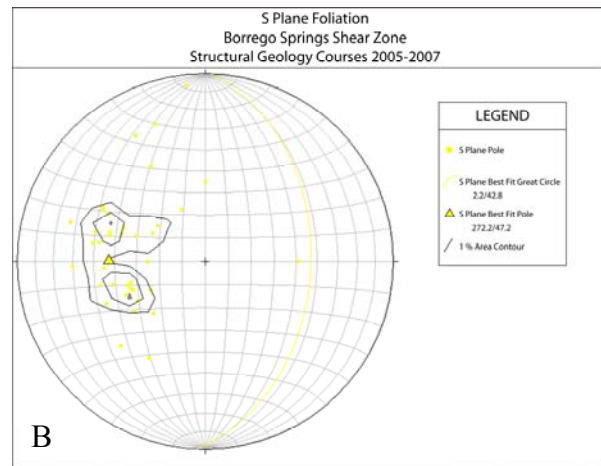 S Plane Foliation
Borrego Springs Shear Zone
Structural Geology Courses 2005-2007
LEGEND
S Plane Pole
S Plane Best Fit Great Circle
2.2/42.8
S Plane Best Fit Pole
272.2/47.2
1 % Area Contour
B